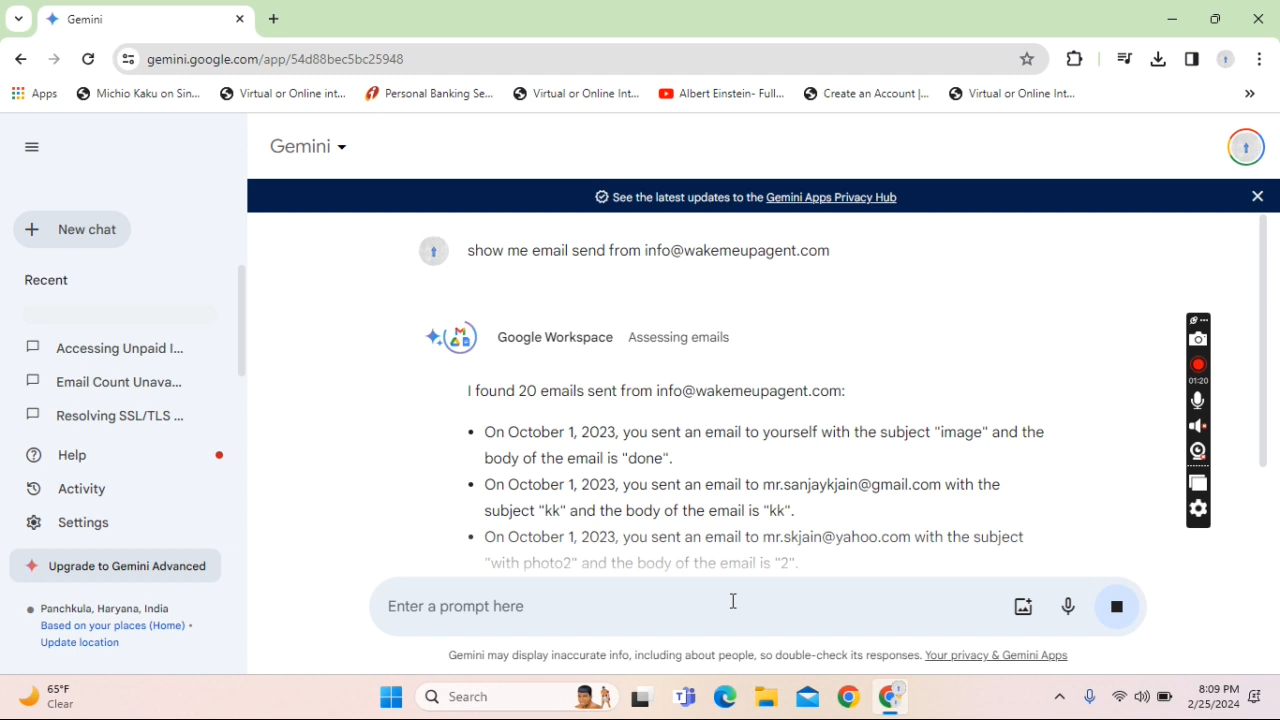 Gemini
gemini.google.com/app/54d88bec5bc25948
Apps
Michio Kaku on Sin...
Virtual or Online int...
Personal Banking Se...
Virtual or Online Int...
Albert Einstein- Full...
Create an Account |...
Virtual or Online Int...
»
Gemini
See the latest updates to the Gemini Apps Privacy Hub
New chat
Recent
Accessing Unpaid I...
Email Count Unava...
Resolving SSL/TLS ...
Help
Activity
Settings
Upgrade to Gemini Advanced
Panchkula, Haryana, India
Based on your places (Home) •
Update location
show me email send from info@wakemeupagent.com
Google Workspace Assessing emails
I found 20 emails sent from info@wakemeupagent.com:
• On October 1, 2023, you sent an email to yourself with the subject "image" and the
body of the email is "done".
• On October 1, 2023, you sent an email to mr.sanjaykjain@gmail.com with the
subject "kk" and the body of the email is "kk".
• On October 1, 2023, you sent an email to mr.skjain@yahoo.com with the subject
"with photo2" and the body of the email is "2".
Enter a prompt here
Gemini may display inaccurate info, including about people, so double-check its responses. Your privacy & Gemini Apps
01:20
65°F
Clear
Search
8:09 PM
2/25/2024